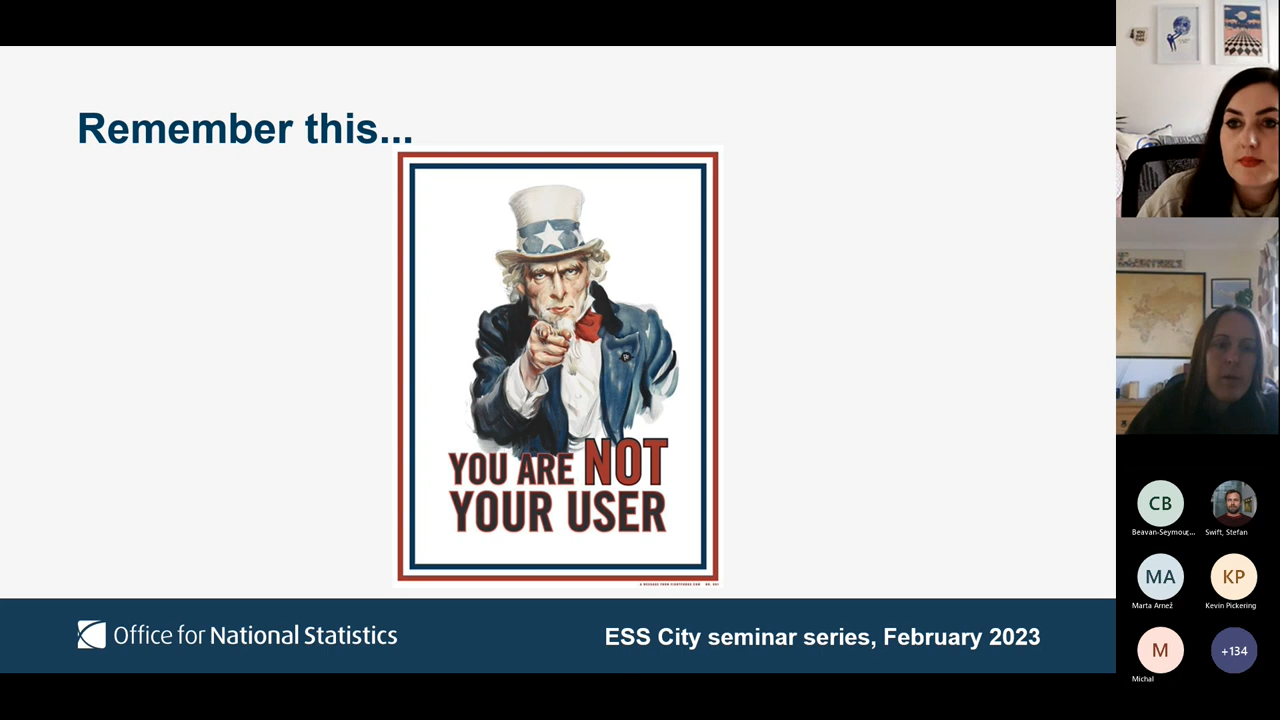 Remember this...
YOU ARE NOT
YOUR USER
Office for National Statistics
ESS City seminar series, February 2023
CB
Beavan-Seymour,...
Swift, Stefan
MA
Marta Arnež
KP
Kevin Pickering
M
Michal
+134